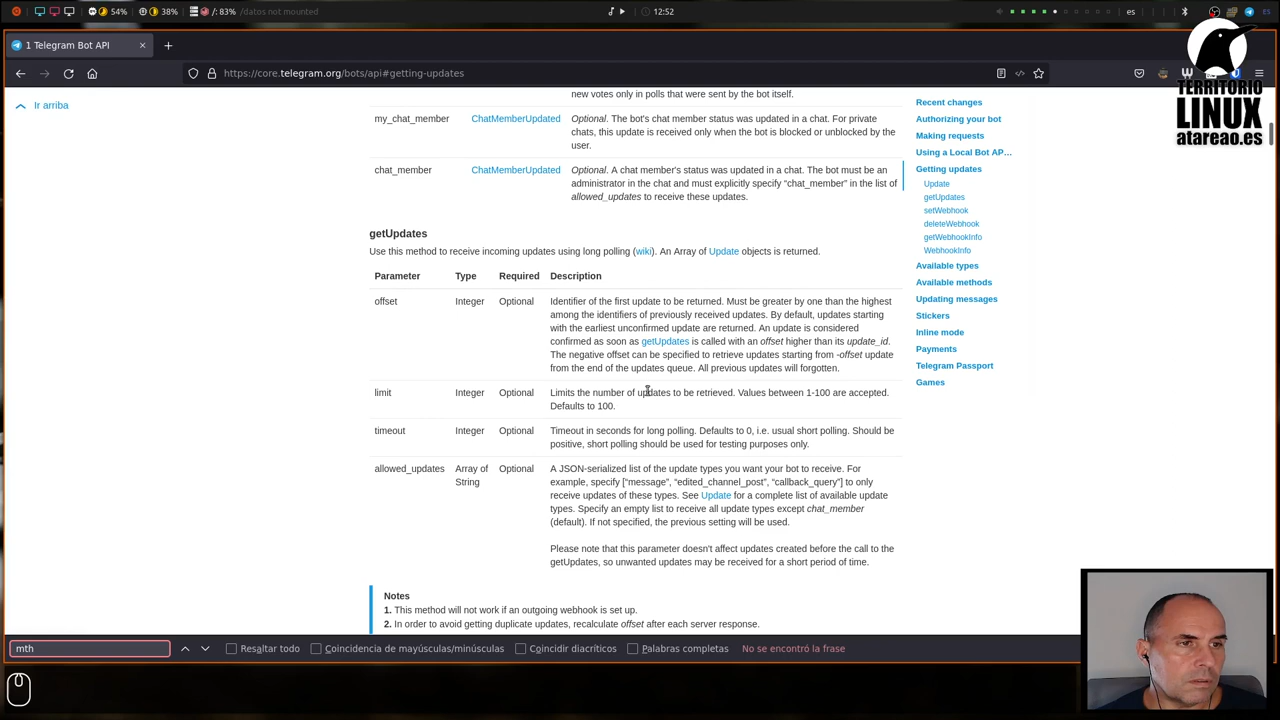 54% 38% /: 83% /datos not mounted 12:52 es ES
1 Telegram Bot API
https://core.telegram.org/bots/api#getting-updates
TERRITORIO
LINUX
atareao.es
Ir arriba
new votes only in polls that were sent by the bot itself.
my_chat_member ChatMemberUpdated Optional. The bot's chat member status was updated in a chat. For private
chats, this update is received only when the bot is blocked or unblocked by the
user.
chat_member ChatMemberUpdated Optional. A chat member's status was updated in a chat. The bot must be an
administrator in the chat and must explicitly specify “chat_member” in the list of
allowed_updates to receive these updates.
getUpdates
Use this method to receive incoming updates using long polling (wiki). An Array of Update objects is returned.
Parameter Type Required Description
offset Integer Optional Identifier of the first update to be returned. Must be greater by one than the highest
among the identifiers of previously received updates. By default, updates starting
with the earliest unconfirmed update are returned. An update is considered
confirmed as soon as getUpdates is called with an offset higher than its update_id.
The negative offset can be specified to retrieve updates starting from -offset update
from the end of the updates queue. All previous updates will forgotten.
limit Integer Optional Limits the number of updates to be retrieved. Values between 1-100 are accepted.
Defaults to 100.
timeout Integer Optional Timeout in seconds for long polling. Defaults to 0, i.e. usual short polling. Should be
positive, short polling should be used for testing purposes only.
allowed_updates Array of String Optional A JSON-serialized list of the update types you want your bot to receive. For
example, specify [“message”, “edited_channel_post”, “callback_query”] to only
receive updates of these types. See Update for a complete list of available update
types. Specify an empty list to receive all update types except chat_member
(default). If not specified, the previous setting will be used.
Please note that this parameter doesn't affect updates created before the call to the
getUpdates, so unwanted updates may be received for a short period of time.
Notes
1. This method will not work if an outgoing webhook is set up.
2. In order to avoid getting duplicate updates, recalculate offset after each server response.
Recent changes
Authorizing your bot
Making requests
Using a Local Bot AP…
Getting updates
Update
getUpdates
setWebhook
deleteWebhook
getWebhookInfo
WebhookInfo
Available types
Available methods
Updating messages
Stickers
Inline mode
Payments
Telegram Passport
Games
mth Resaltar todo Coincidencia de mayúsculas/minúsculas Coincidir diacríticos Palabras completas No se encontró la frase